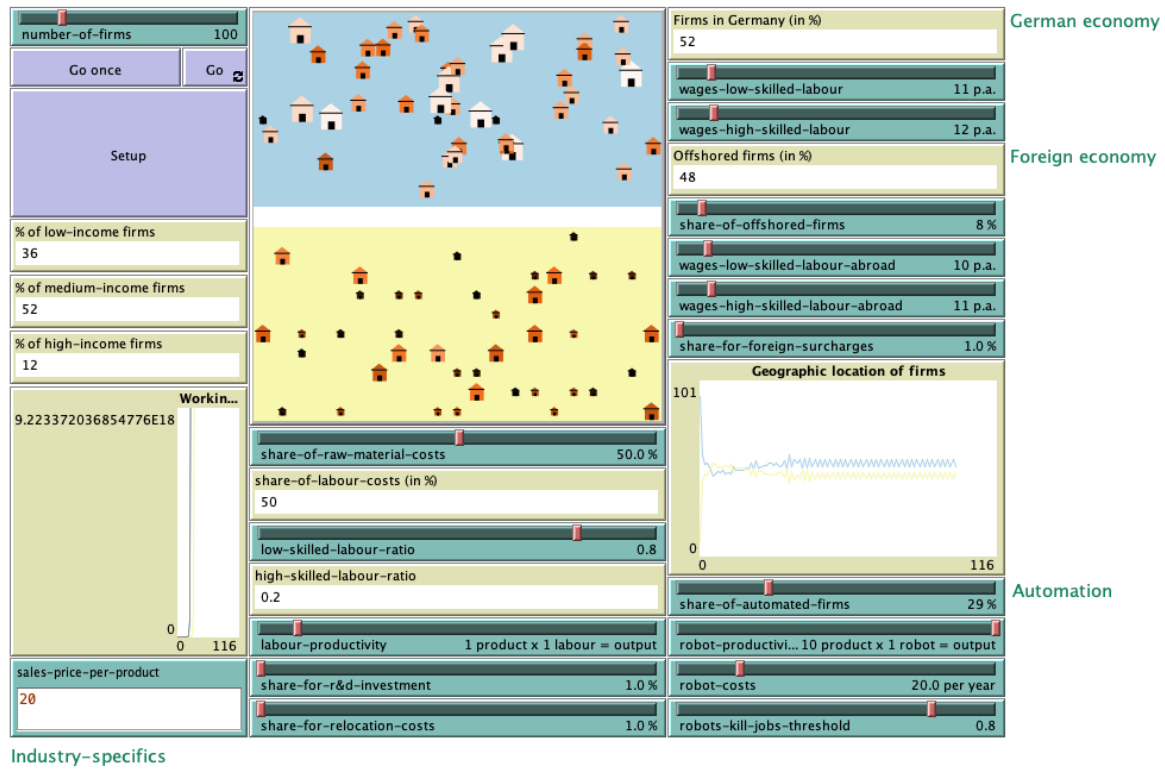 number-of-firms 100
Go once
Go
Setup
% of low-income firms
36
% of medium-income firms
52
% of high-income firms
12
Workin...
9.223372036854776E18
0
0 116
sales-price-per-product
20
Industry-specifics
share-of-raw-material-costs 50.0 %
share-of-labour-costs (in %)
50
low-skilled-labour-ratio 0.8
high-skilled-labour-ratio
0.2
labour-productivity 1 product x 1 labour = output
share-for-r&d-investment 1.0 %
share-for-relocation-costs 1.0 %
Firms in Germany (in %)
52
German economy
wages-low-skilled-labour 11 p.a.
wages-high-skilled-labour 12 p.a.
Offshored firms (in %)
48
Foreign economy
share-of-offshored-firms 8 %
wages-low-skilled-labour-abroad 10 p.a.
wages-high-skilled-labour-abroad 11 p.a.
share-for-foreign-surcharges 1.0 %
Geographic location of firms
101
0
0 116
share-of-automated-firms 29 %
Automation
robot-productivi... 10 product x 1 robot = output
robot-costs 20.0 per year
robots-kill-jobs-threshold 0.8